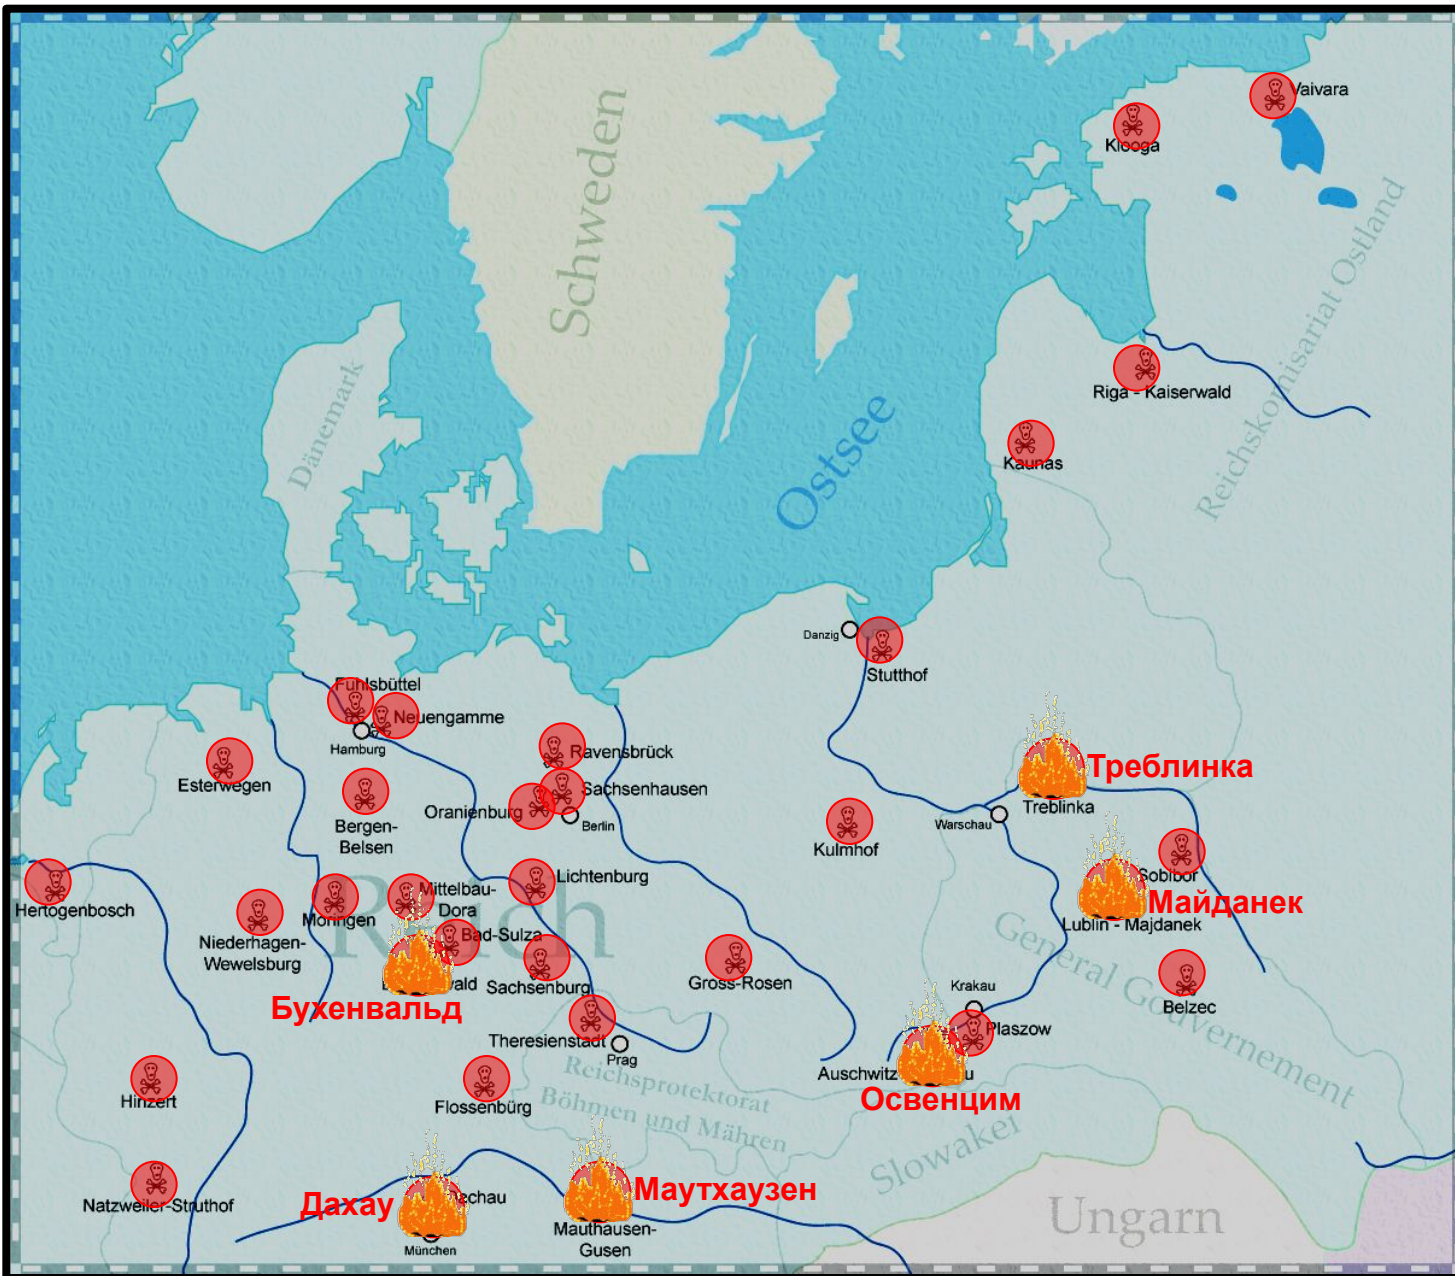 Vaivara
Klooga
Schweden
Reichskomisariat Ostland
Dänemark
Riga - Kaiserwald
Ostsee
Kaunas
Danzig
Stutthof
Fuhlsbüttel
Neuengamme
Hamburg
Ravensbrück
Esterwegen
Sachsenhausen
Oranienburg
Berlin
Bergen-
Belsen
Треблинка
Treblinka
Warschau
Kulmhof
Sobibor
Майданек
Lublin - Majdanek
Hertogenbosch
Moringen
Mittelbau-
Dora
Lichtenburg
Reich
Niederhagen-
Wewelsburg
Bad-Sulza
Sachsenburg
Gross-Rosen
Бухенвальд
General Gouvernement
Belzec
Krakau
Plaszow
Theresienstadt
Prag
Auschwitz
Освенцим
Reichsprotektorat
Böhmen und Mähren
Hinzert
Flossenbürg
Slowakei
Natzweiler-Struthof
Дахау
München
Маутхаузен
Mauthausen-
Gusen
Ungarn